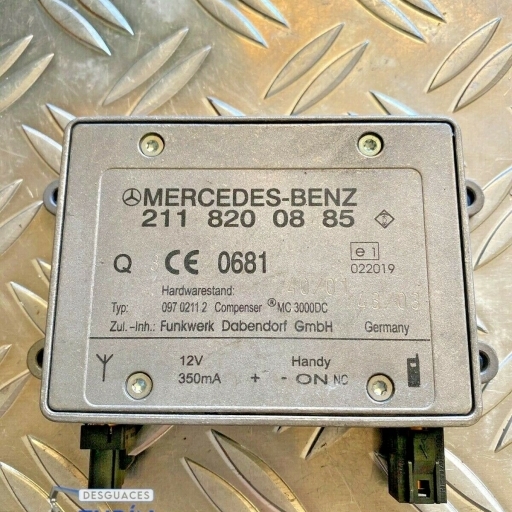 MERCEDES-BENZ
211 820 08 85
Q CE 0681 e1
022019
Hardwarestand:
Typ: 097 0211 2 Compenser ® MC 3000DC
Zul.-Inh.: Funkwerk Dabendorf GmbH Germany
12V Handy
350mA + - ON NC
DESGUACES